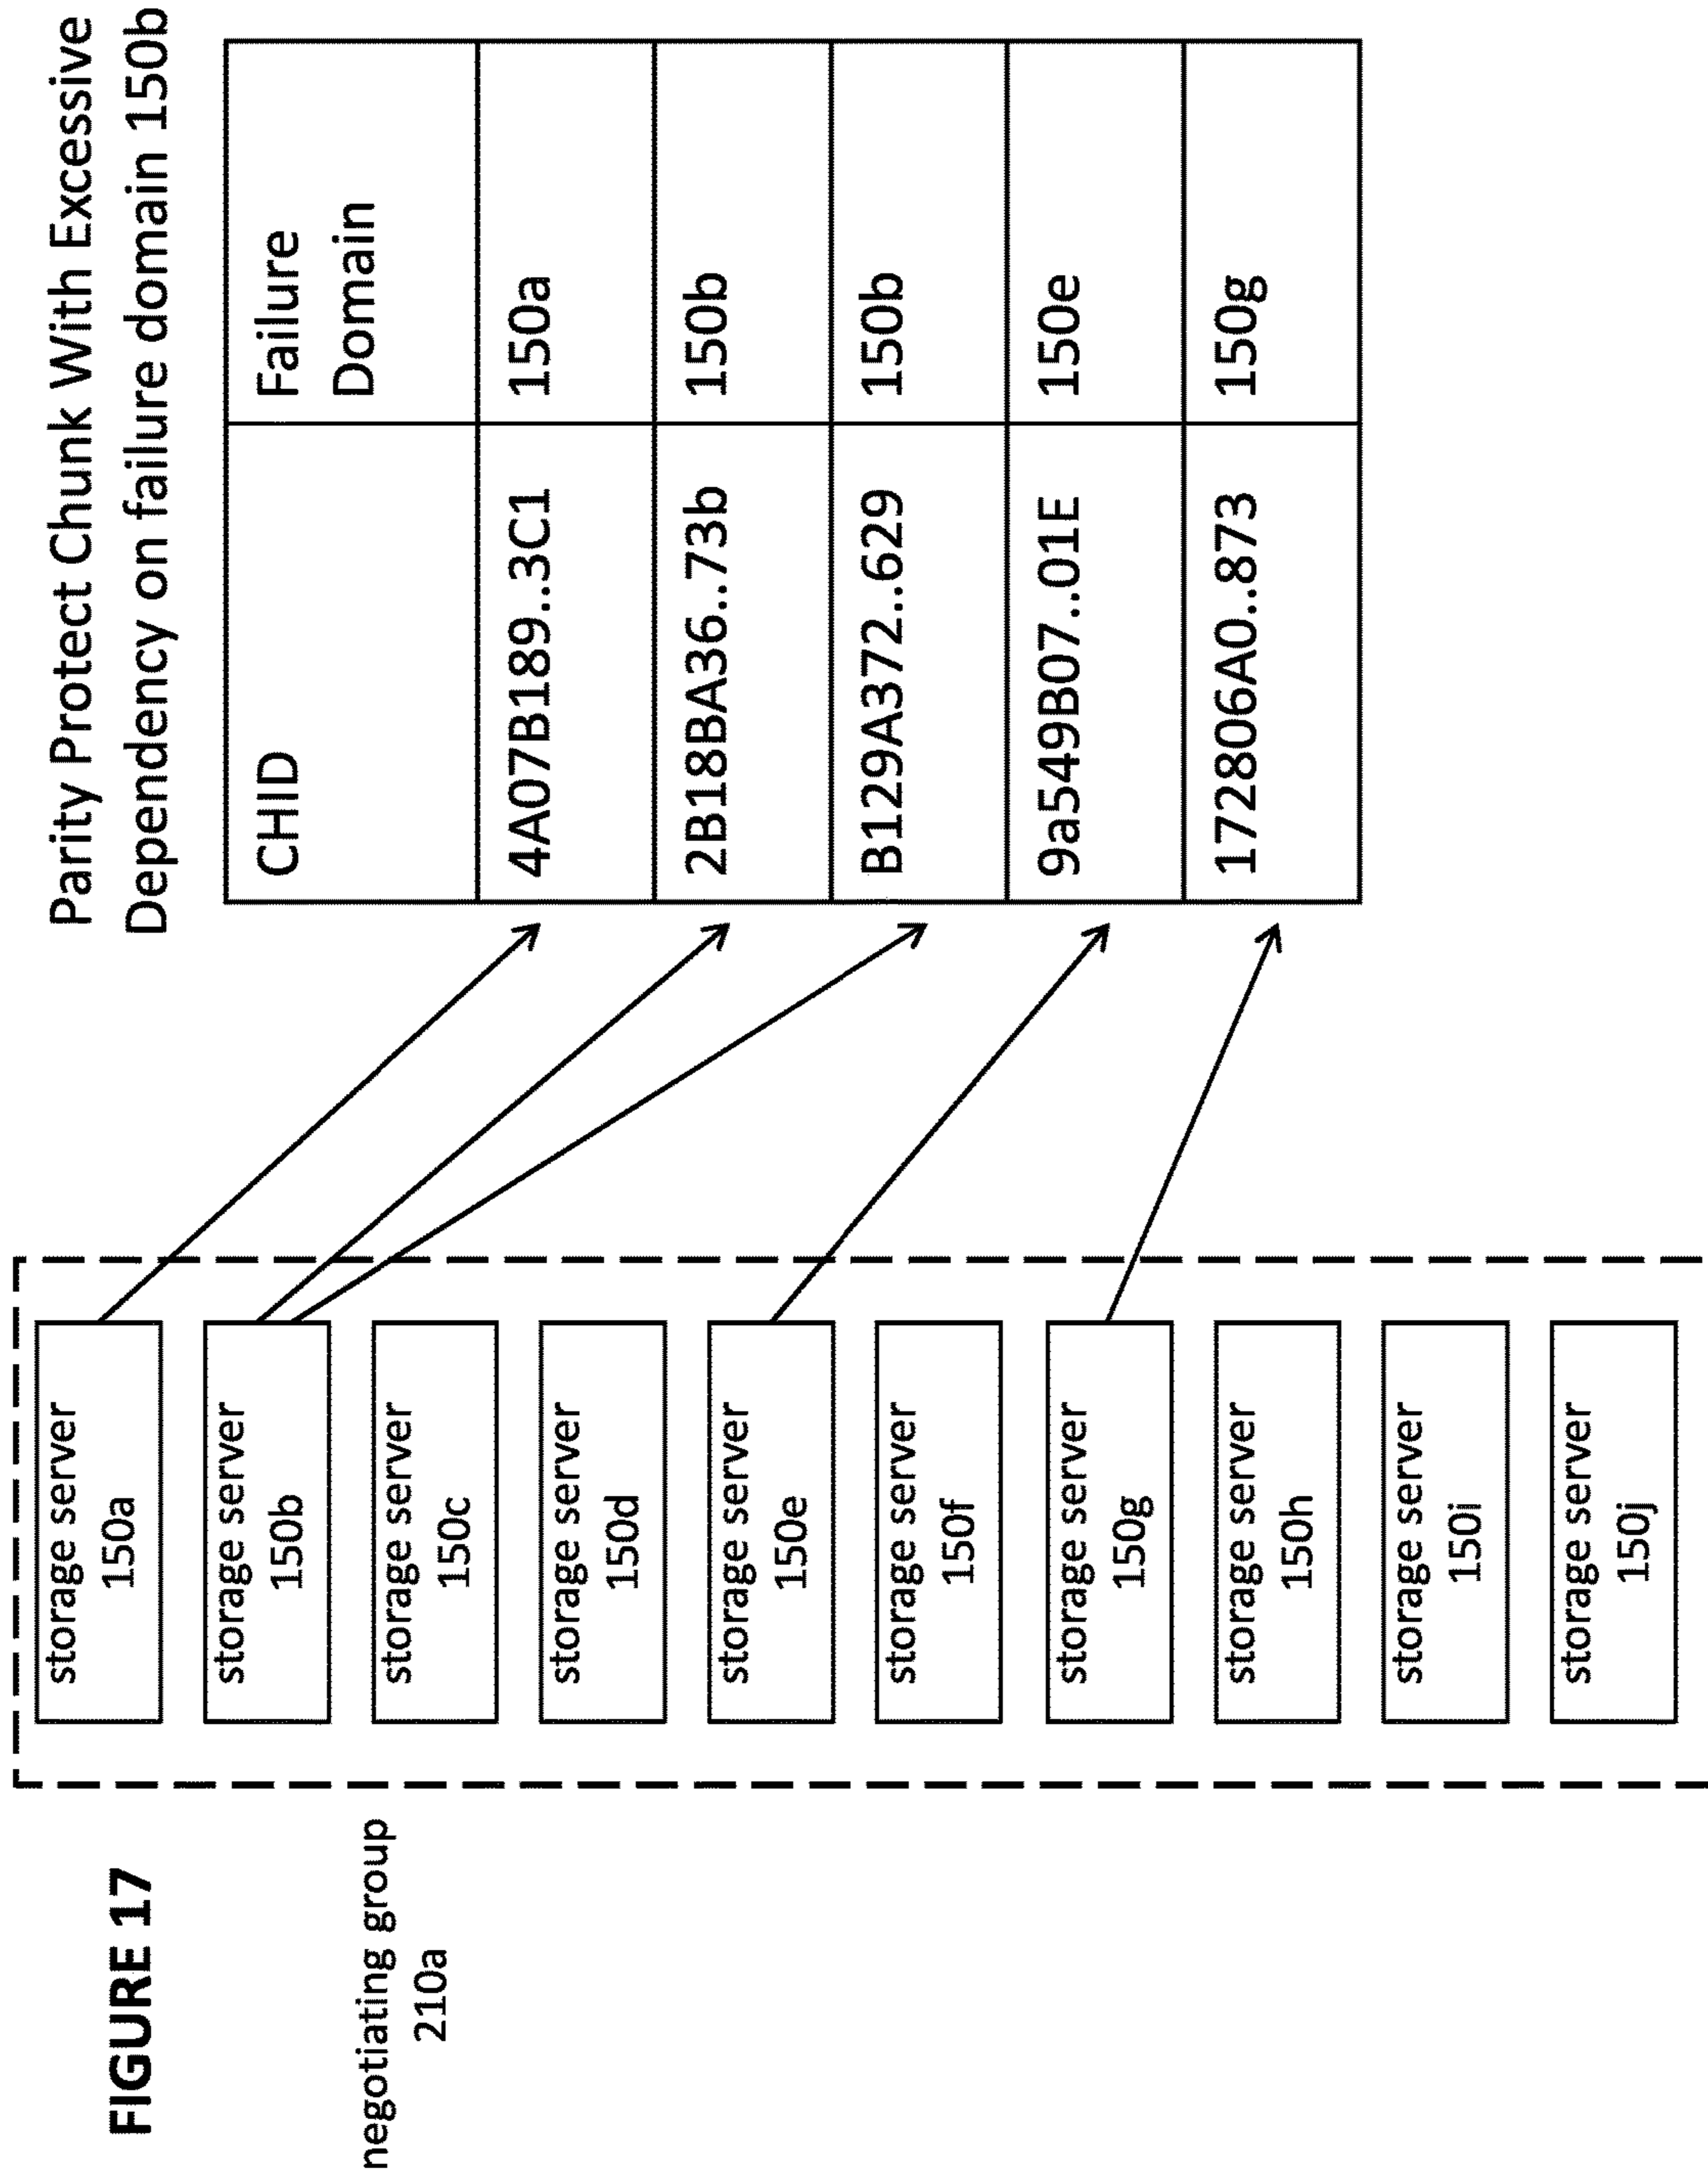 FIGURE 17
negotiating group
210a
storage server
150a
storage server
150b
storage server
150c
storage server
150d
storage server
150e
storage server
150f
storage server
150g
storage server
150h
storage server
150i
storage server
150j
Parity Protect Chunk With Excessive
Dependency on failure domain 150b
CHID
Failure
Domain
4A07B189..3C1 150a
2B18BA36..73b 150b
B129A372..629 150b
9a549B07..01E 150e
172806A0..873 150g